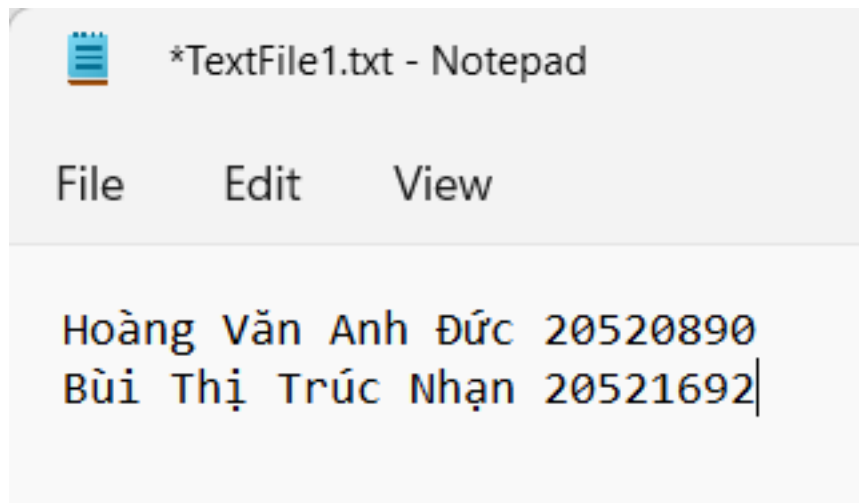 *TextFile1.txt - Notepad
File Edit View
Hoàng Văn Anh Đức 20520890
Bùi Thị Trúc Nhạn 20521692